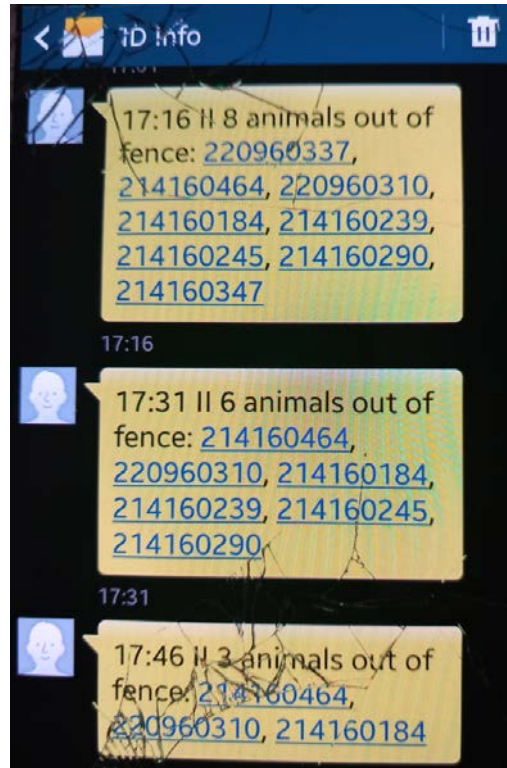 ID Info
17:16 II 8 animals out of
fence: 220960337,
214160464, 220960310,
214160184, 214160239,
214160245, 214160290,
214160347
17:16
17:31 II 6 animals out of
fence: 214160464,
220960310, 214160184,
214160239, 214160245,
214160290
17:31
17:46 II 3 animals out of
fence: 214160464,
220960310, 214160184